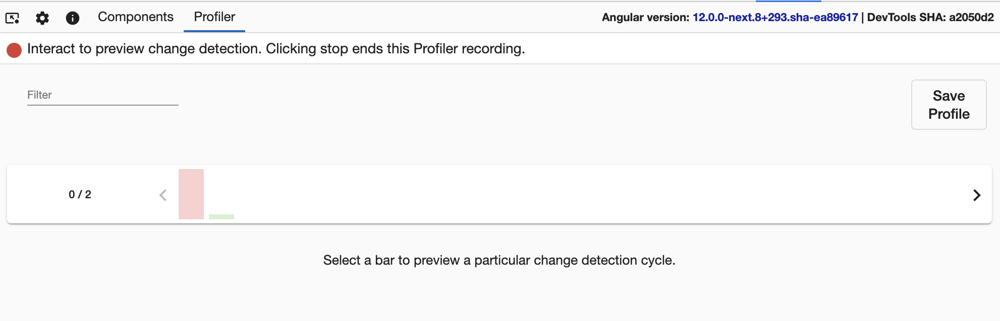 Components Profiler Angular version: 12.0.0-next.8+293.sha-ea89617 | DevTools SHA: a2050d2
Interact to preview change detection. Clicking stop ends this Profiler recording.
Filter
Save
Profile
0 / 2
Select a bar to preview a particular change detection cycle.